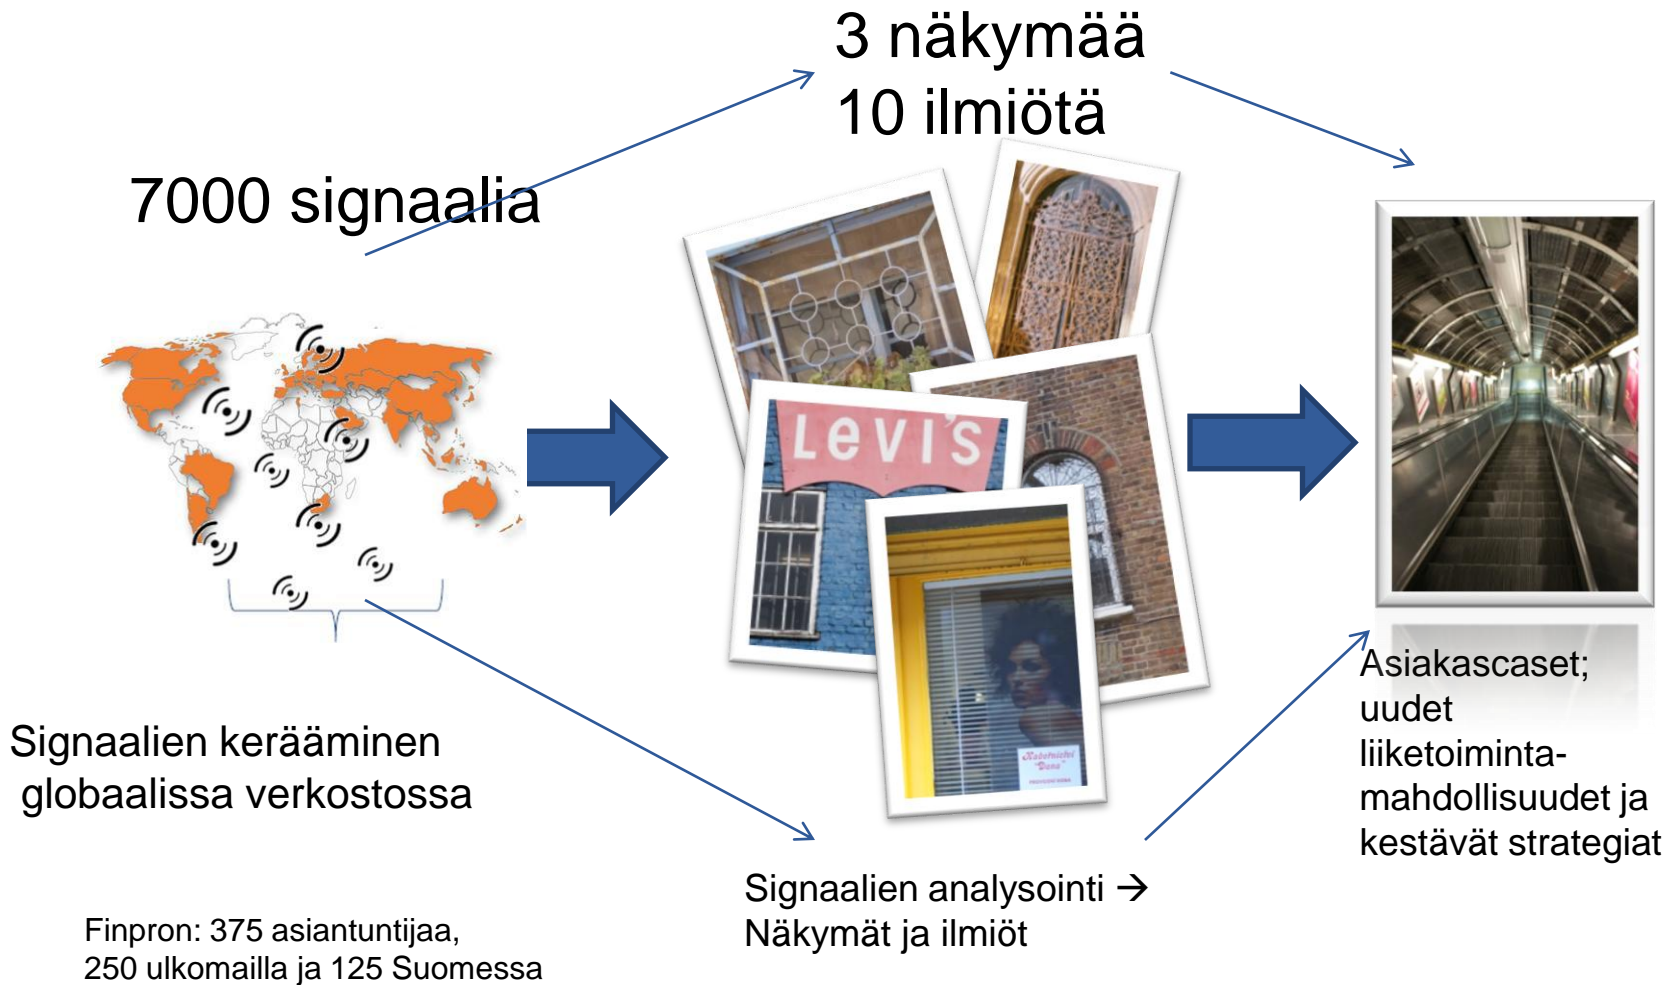 3 näkymää
10 ilmiötä
7000 signaalia
LEVI'S
Signaalien kerääminen
globaalissa verkostossa
Asiakascaset;
uudet
liiketoiminta-
mahdollisuudet ja
kestävät strategiat
Signaalien analysointi →
Näkymät ja ilmiöt
Finpron: 375 asiantuntijaa,
250 ulkomailla ja 125 Suomessa